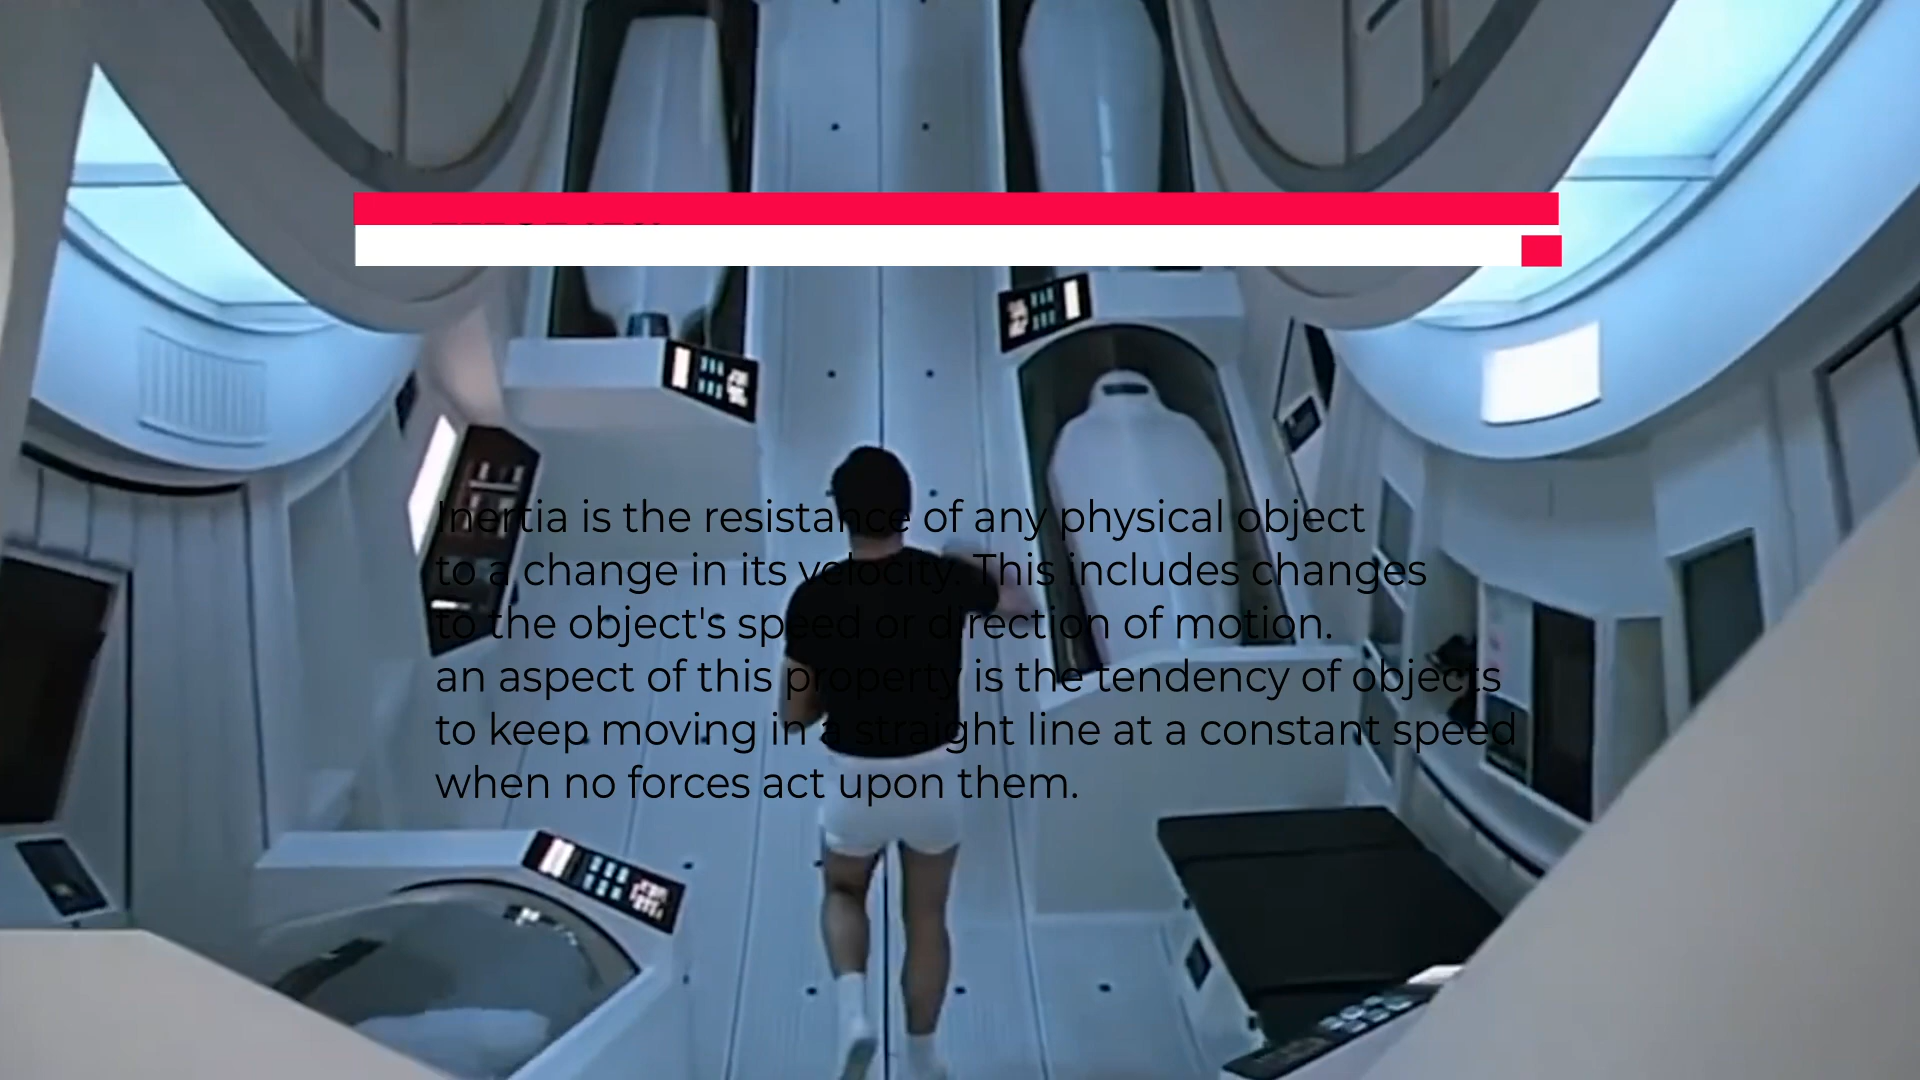 Inertia is the resistance of any physical object
to a change in its velocity. This includes changes
to the object's speed or direction of motion.
an aspect of this property is the tendency of objects
to keep moving in a straight line at a constant speed
when no forces act upon them.